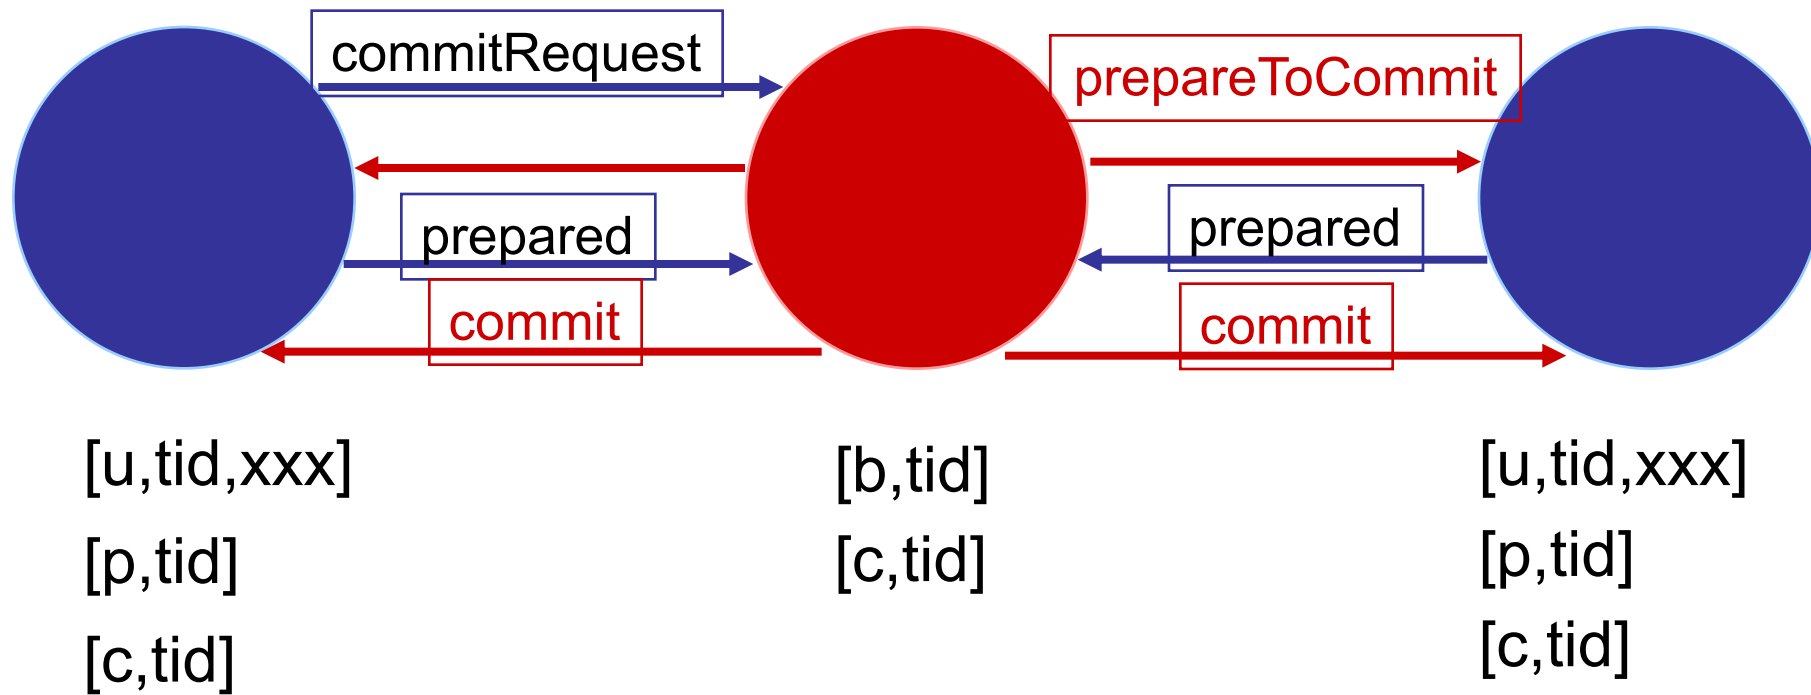 commitRequest
prepareToCommit
prepared
prepared
commit
commit
[u,tid,xxx]
[b,tid]
[u,tid,xxx]
[p,tid]
[c,tid]
[p,tid]
[c,tid]
[c,tid]